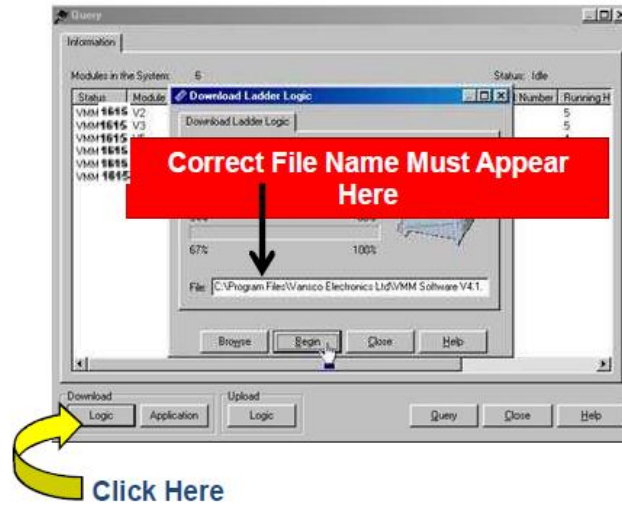 Query
Information
Modules in the System: 6 Status: Idle
Status Module Number Running H
VMM 1615 V2 5
VMM 1615 V3 5
VMM 1615
VMM 1615
VMM 1615
VMM 1615
Download Ladder Logic
Download Ladder Logic
Correct File Name Must Appear
Here
67% 100%
File: C:\Program Files\Vansco Electronics Ltd\VMM Software V4.1.
Browse Begin Close Help
Download Upload
Logic Application Logic Query Close Help
Click Here